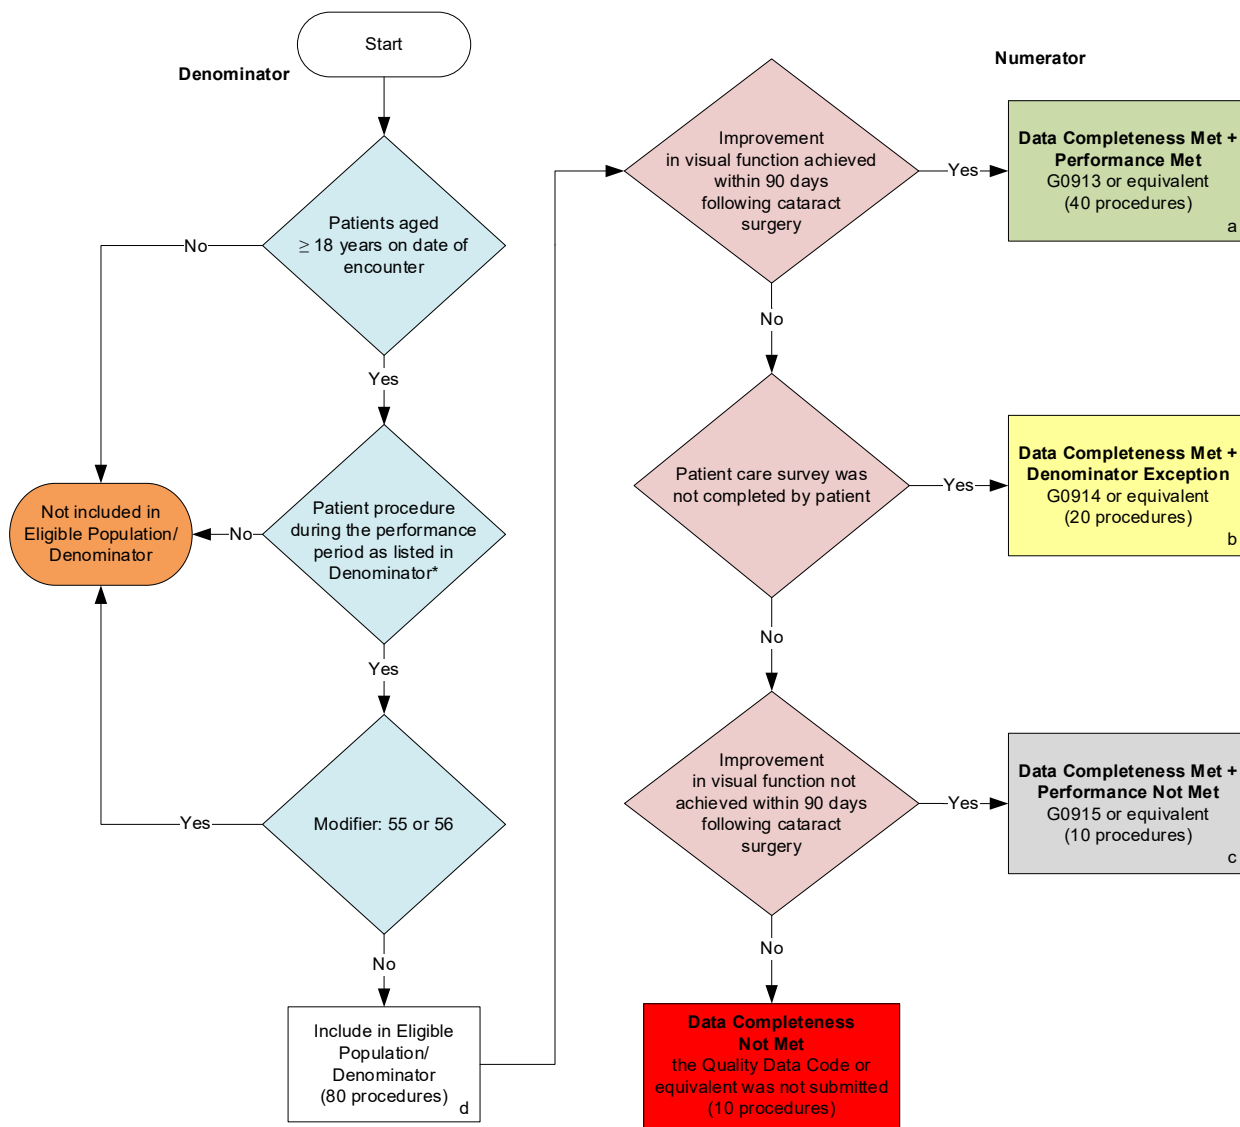 Start
Denominator
Patients aged
≥ 18 years on date of
encounter
No
Yes
Patient procedure
during the performance
period as listed in
Denominator*
No
Not included in
Eligible Population/
Denominator
Yes
Modifier: 55 or 56
Yes
No
Include in Eligible
Population/
Denominator
(80 procedures)
d
Numerator
Improvement
in visual function achieved
within 90 days
following cataract
surgery
Yes
Data Completeness Met +
Performance Met
G0913 or equivalent
(40 procedures)
a
No
Patient care survey was
not completed by patient
Yes
Data Completeness Met +
Denominator Exception
G0914 or equivalent
(20 procedures)
b
No
Improvement
in visual function not
achieved within 90 days
following cataract
surgery
Yes
Data Completeness Met +
Performance Not Met
G0915 or equivalent
(10 procedures)
c
No
Data Completeness
Not Met
the Quality Data Code or
equivalent was not submitted
(10 procedures)